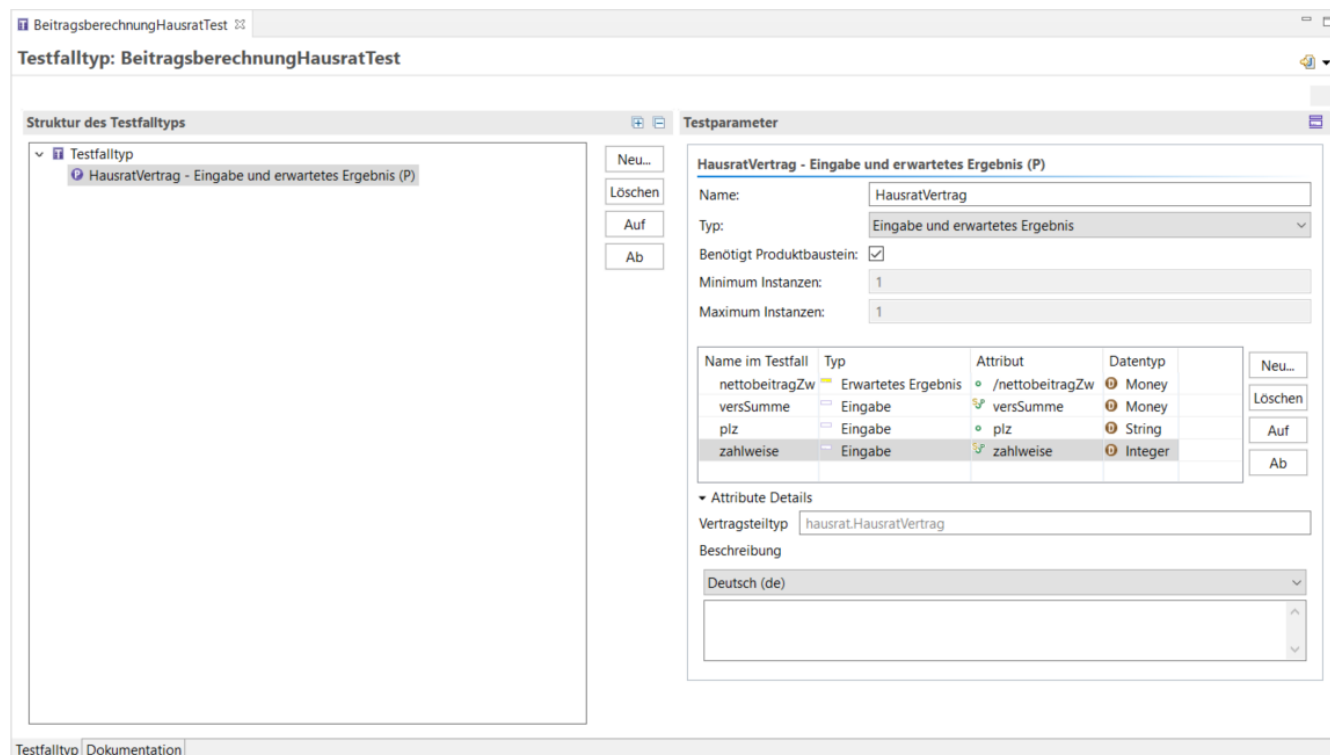 BeitragsberechnungHausratTest
Testfalltyp: BeitragsberechnungHausratTest
Struktur des Testfalltyps
Testfalltyp
HausratVertrag - Eingabe und erwartetes Ergebnis (P)
Neu...
Löschen
Auf
Ab
Testparameter
HausratVertrag - Eingabe und erwartetes Ergebnis (P)
Name: HausratVertrag
Typ: Eingabe und erwartetes Ergebnis
Benötigt Produktbaustein:
Minimum Instanzen: 1
Maximum Instanzen: 1
Name im Testfall Typ Attribut Datentyp
nettobeitragZw Erwartetes Ergebnis /nettobeitragZw Money
versSumme Eingabe versSumme Money
plz Eingabe plz String
zahlweise Eingabe zahlweise Integer
Neu...
Löschen
Auf
Ab
Attribute Details
Vertragsteiltyp hausrat.HausratVertrag
Beschreibung
Deutsch (de)
Testfalltyp Dokumentation